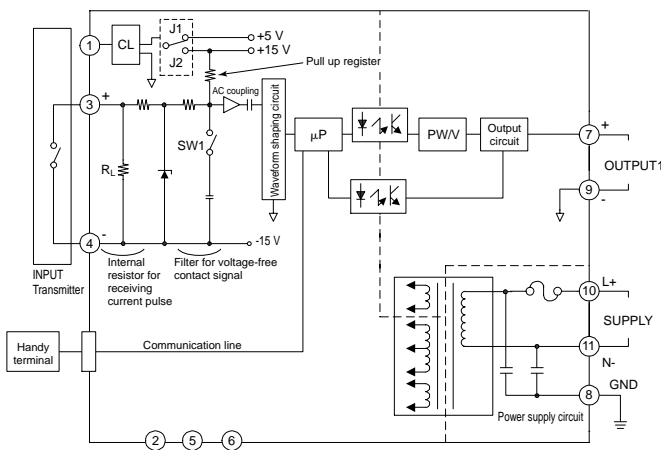 1
CL
J1
J2
+5 V
+15 V
Pull up register
AC coupling
3
+
SW1
RL
Waveform shaping circuit
µP
PW/V
Output
circuit
7
+
OUTPUT1
9
-
4
-
-15 V
INPUT
Transmitter
Internal
resistor for
receiving
current pulse
Filter for voltage-free
contact signal
10
L+
SUPPLY
11
N-
8
GND
Power supply circuit
Handy
terminal
Communication line
2
5
6